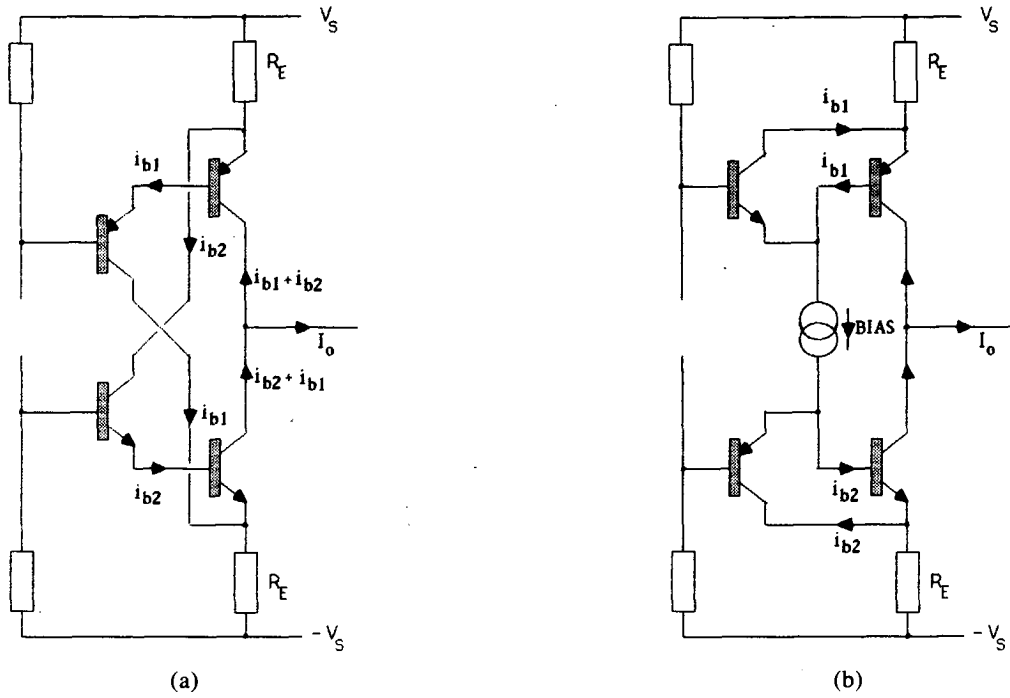 V_S
R_E
i_b1
i_b2
i_b1 + i_b2
I_o
i_b2 + i_b1
i_b1
i_b2
R_E
-V_S
(a)
V_S
R_E
i_b1
i_b1
BIAS
I_o
i_b2
i_b2
R_E
-V_S
(b)